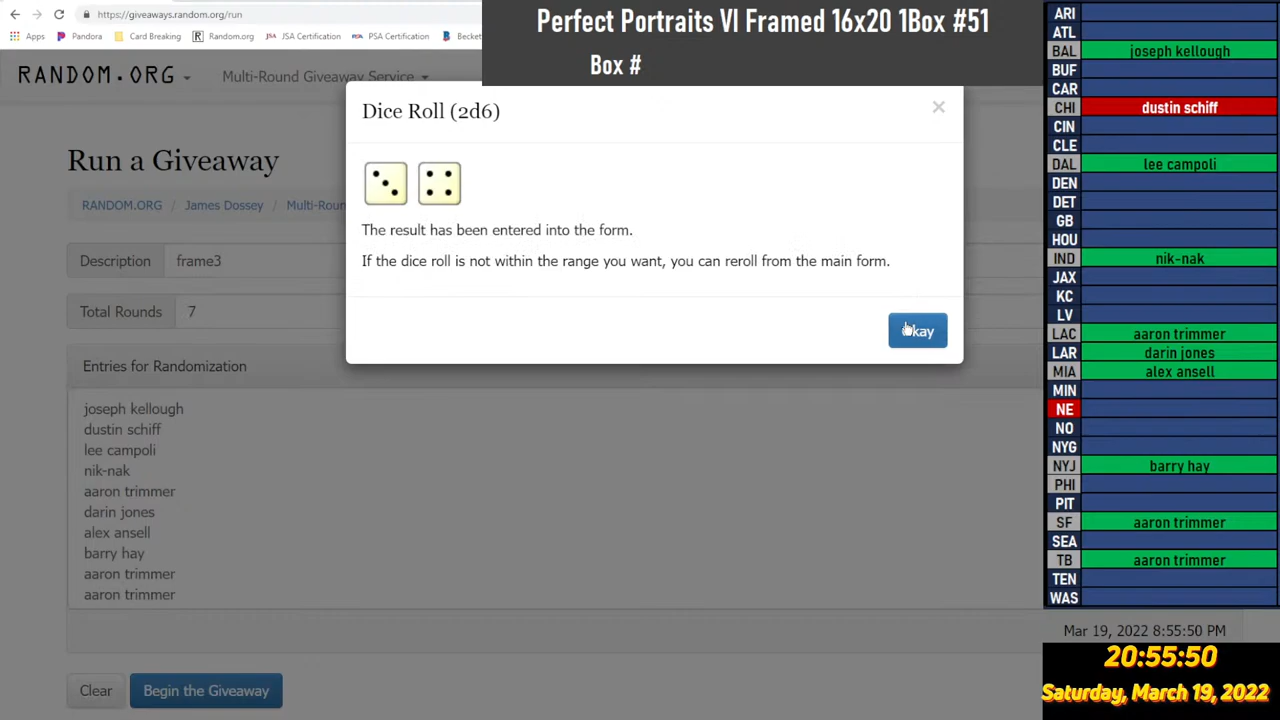 https://giveaways.random.org/run
Apps
Pandora
Card Breaking
Random.org
JSA Certification
PSA Certification
Beckett
Perfect Portraits VI Framed 16x20 1Box #51
Box #
RANDOM.ORG
Multi-Round Giveaway Service
Dice Roll (2d6)
×
The result has been entered into the form.
If the dice roll is not within the range you want, you can reroll from the main form.
Run a Giveaway
RANDOM.ORG / James Dossey / Multi-Roun
Description frame3
Total Rounds 7
Entries for Randomization
joseph kellough
dustin schiff
lee campoli
nik-nak
aaron trimmer
darin jones
alex ansell
barry hay
aaron trimmer
aaron trimmer
Clear
Begin the Giveaway
ARI
ATL
BAL joseph kellough
BUF
CAR
CHI dustin schiff
CIN
CLE
DAL lee campoli
DEN
DET
GB
HOU
IND nik-nak
JAX
KC
LV
LAC aaron trimmer
LAR darin jones
MIA alex ansell
MIN
NE
NO
NYG
NYJ barry hay
PHI
PIT
SF aaron trimmer
SEA
TB aaron trimmer
TEN
WAS
Mar 19, 2022 8:55:50 PM
20:55:50
Saturday, March 19, 2022